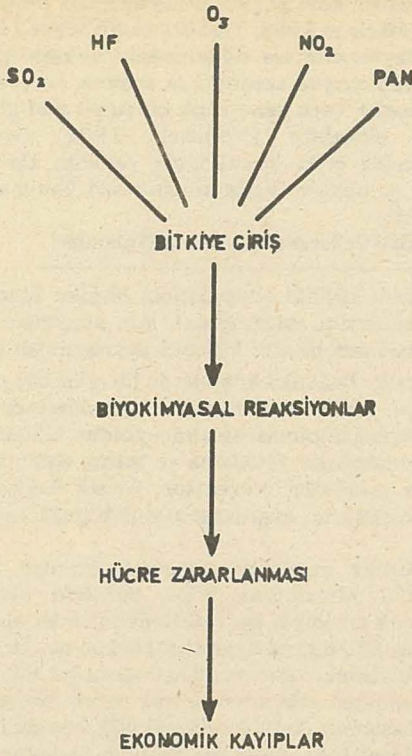 O₃
HF
NO₂
SO₂
PAN
BİTKİYE GİRİŞ
BİYOKİMYASAL REAKSİYONLAR
HÜCRE ZARARLANMASI
EKONOMİK KAYIPLAR